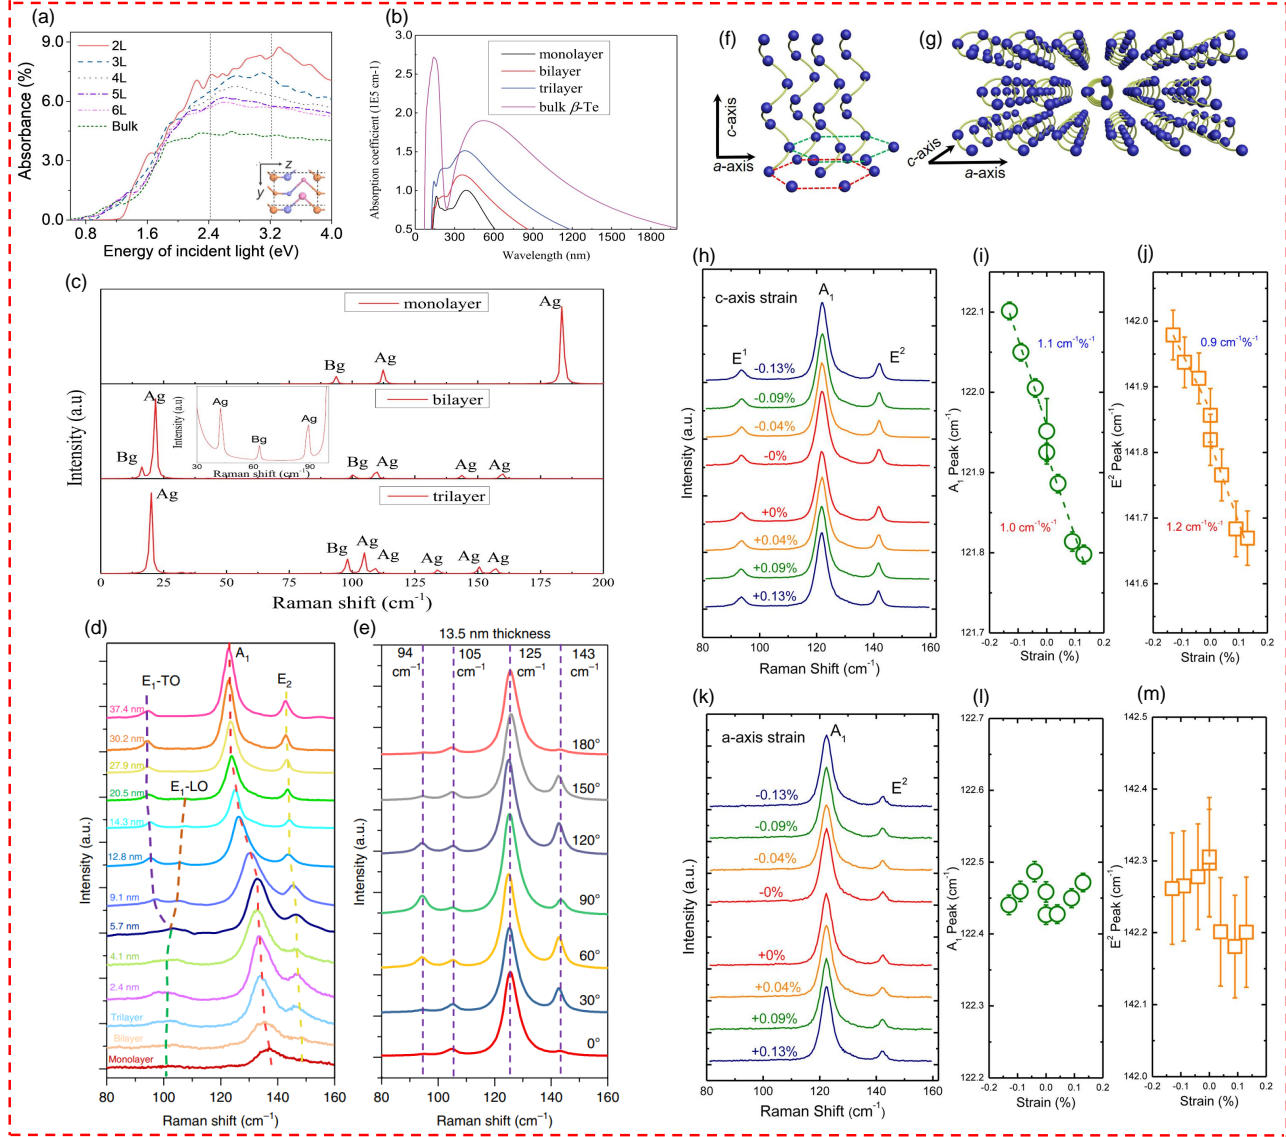 (a)
9.0
6.0
3.0
0.0
Absorbance (%)
2L
3L
4L
5L
6L
Bulk
z
y
0.8 1.6 2.4 3.2 4.0
Energy of incident light (eV)
(b)
3.0
2.5
2.0
1.5
1.0
0.5
Absorption coefficient (1E5 cm-1)
monolayer
bilayer
trilayer
bulk β-Te
0 300 600 900 1200 1500 1800
Wavelength (nm)
(f)
c-axis
a-axis
(g)
c-axis
a-axis
(c)
Intensity (a.u)
monolayer
Bg
Ag
Ag
bilayer
Bg
Ag
Bg
Ag
Ag
Ag
Intensity (a.u)
Ag
Bg
Ag
30 60 90
Raman shift (cm⁻¹)
trilayer
Ag
Bg
Ag
Ag
Ag
Ag
Ag
0 25 50 75 100 125 150 175 200
Raman shift (cm⁻¹)
(h)
c-axis strain
A₁
E¹
E²
-0.13%
-0.09%
-0.04%
-0%
+0%
+0.04%
+0.09%
+0.13%
Intensity (a.u.)
80 100 120 140 160
Raman Shift (cm⁻¹)
(i)
122.1
122.0
121.9
121.8
121.7
A₁ Peak (cm⁻¹)
1.1 cm⁻¹%⁻¹
1.0 cm⁻¹%⁻¹
-0.2 -0.1 0.0 0.1 0.2
Strain (%)
(j)
142.0
141.9
141.8
141.7
141.6
E² Peak (cm⁻¹)
0.9 cm⁻¹%⁻¹
1.2 cm⁻¹%⁻¹
-0.2 -0.1 0.0 0.1 0.2
Strain (%)
(d)
A₁
E₁-TO
E₂
E₁-LO
37.4 nm
30.2 nm
27.9 nm
20.5 nm
14.3 nm
12.8 nm
9.1 nm
5.7 nm
4.1 nm
2.4 nm
Trilayer
Bilayer
Monolayer
Intensity (a.u.)
80 100 120 140 160
Raman shift (cm⁻¹)
(e)
13.5 nm thickness
94 105 125 143
cm⁻¹ cm⁻¹ cm⁻¹ cm⁻¹
180°
150°
120°
90°
60°
30°
0°
Intensity (a.u.)
80 100 120 140 160
Raman shift (cm⁻¹)
(k)
a-axis strain
A₁
E²
-0.13%
-0.09%
-0.04%
-0%
+0%
+0.04%
+0.09%
+0.13%
Intensity (a.u.)
80 100 120 140 160
Raman Shift (cm⁻¹)
(l)
122.7
122.6
122.5
122.4
122.3
122.2
A₁ Peak (cm⁻¹)
-0.2 -0.1 0.0 0.1 0.2
Strain (%)
(m)
142.5
142.4
142.3
142.2
142.1
142.0
E² Peak (cm⁻¹)
-0.2 -0.1 0.0 0.1 0.2
Strain (%)